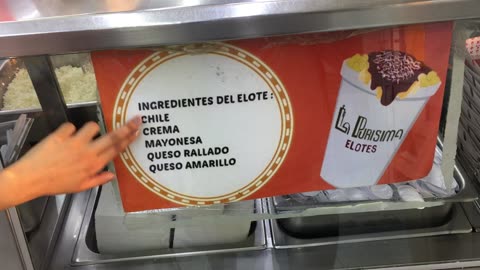 INGREDIENTES DEL ELOTE :
CHILE
CREMA
MAYONESA
QUESO RALLADO
QUESO AMARILLO
LA PURISIMA
ELOTES